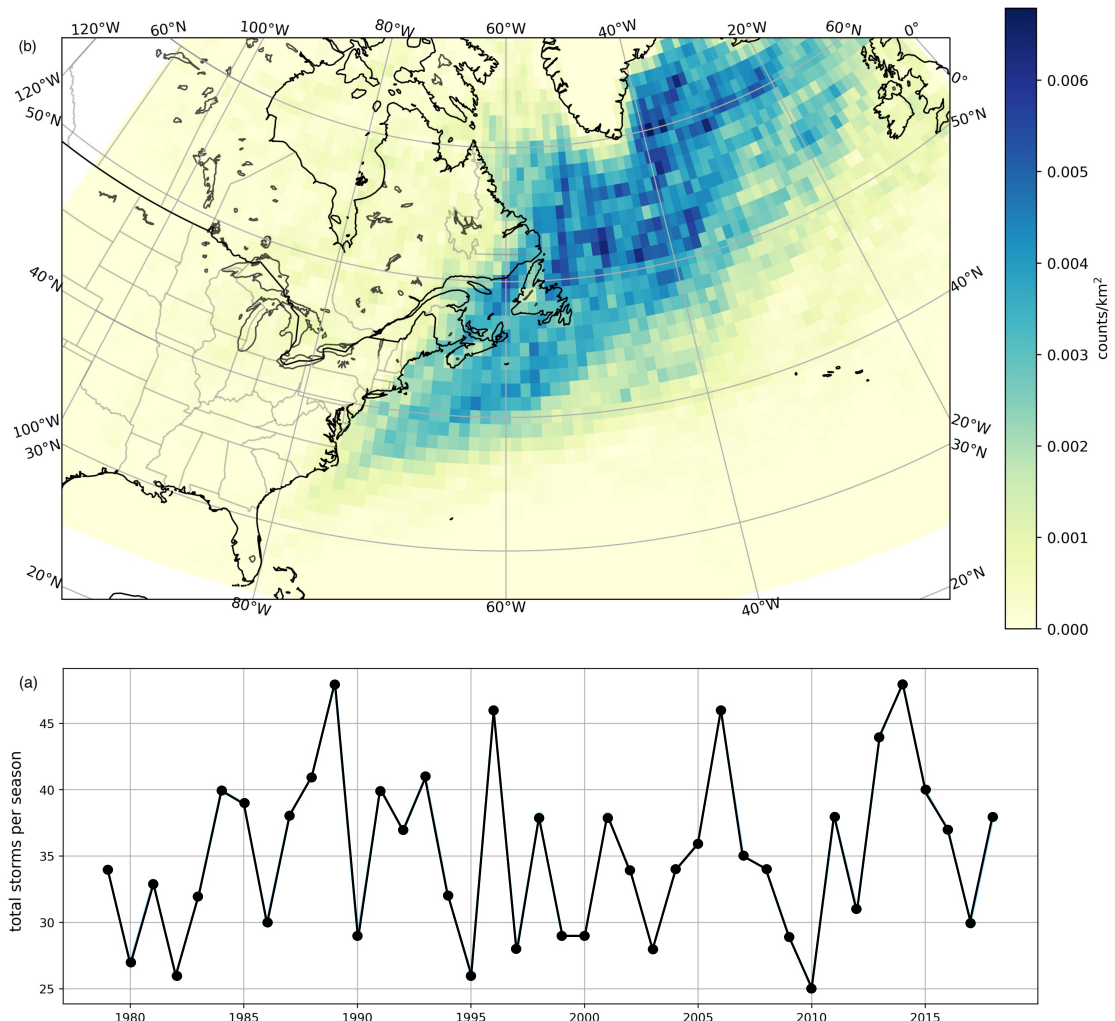 (b)
120°W 60°N 100°W 80°W 60°W 40°W 20°W 60°N 0°
120°W 0°
50°N 50°N
40°N 40°N
100°W 20°W
30°N 30°N
20°N 20°N
80°W 60°W 40°W
0.006
0.005
0.004
0.003
0.002
0.001
0.000
counts/km²
(a)
total storms per season
45
40
35
30
25
1980 1985 1990 1995 2000 2005 2010 2015